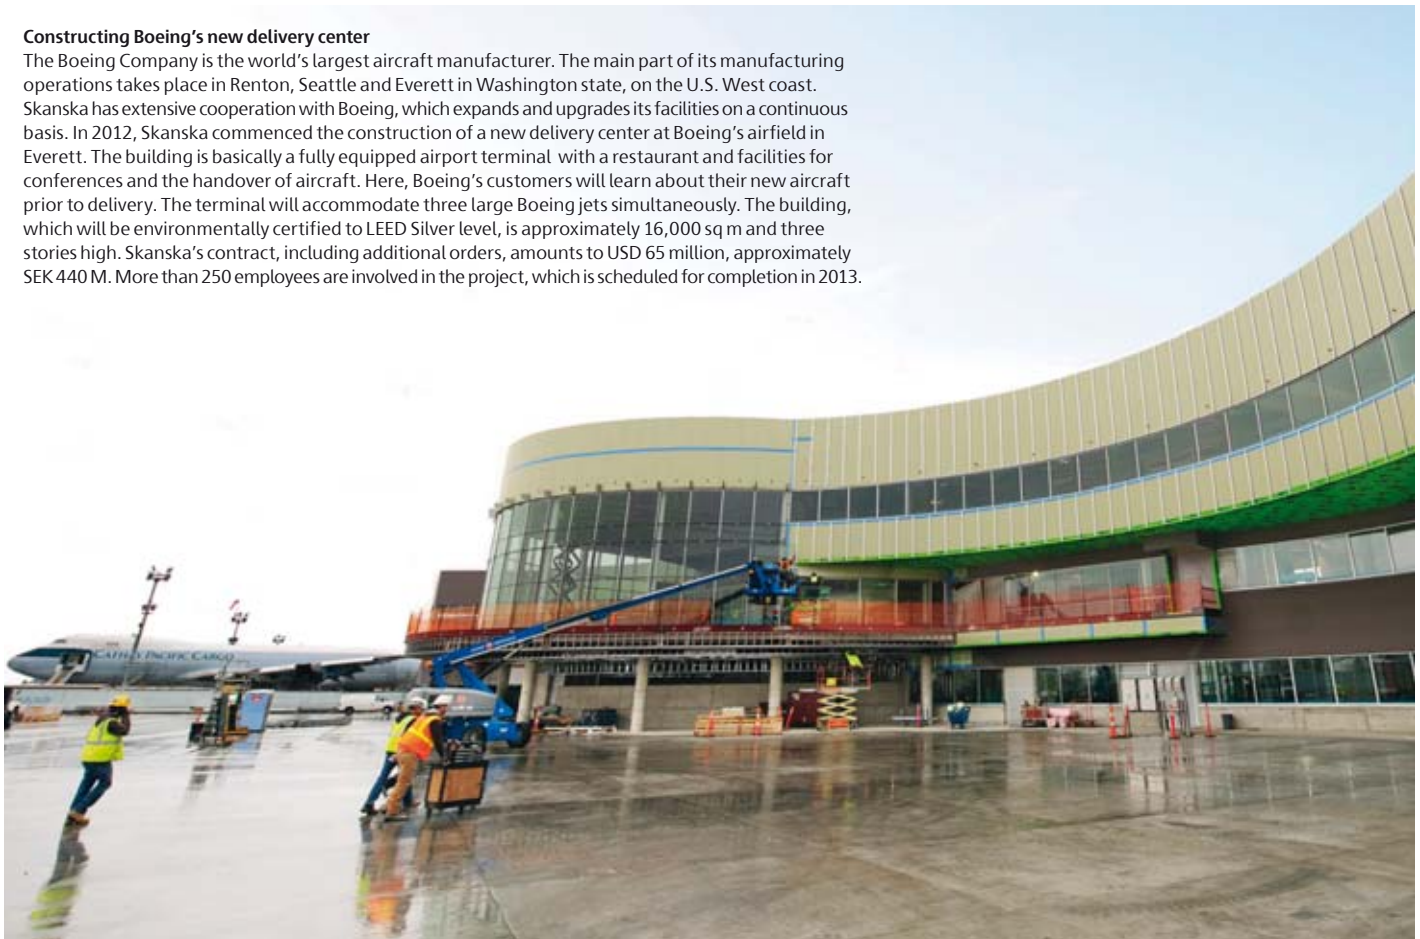 Constructing Boeing's new delivery center
The Boeing Company is the world's largest aircraft manufacturer. The main part of its manufacturing
operations takes place in Renton, Seattle and Everett in Washington state, on the U.S. West coast.
Skanska has extensive cooperation with Boeing, which expands and upgrades its facilities on a continuous
basis. In 2012, Skanska commenced the construction of a new delivery center at Boeing's airfield in
Everett. The building is basically a fully equipped airport terminal with a restaurant and facilities for
conferences and the handover of aircraft. Here, Boeing's customers will learn about their new aircraft
prior to delivery. The terminal will accommodate three large Boeing jets simultaneously. The building,
which will be environmentally certified to LEED Silver level, is approximately 16,000 sq m and three
stories high. Skanska's contract, including additional orders, amounts to USD 65 million, approximately
SEK 440 M. More than 250 employees are involved in the project, which is scheduled for completion in 2013.
CATHAY PACIFIC CARGO